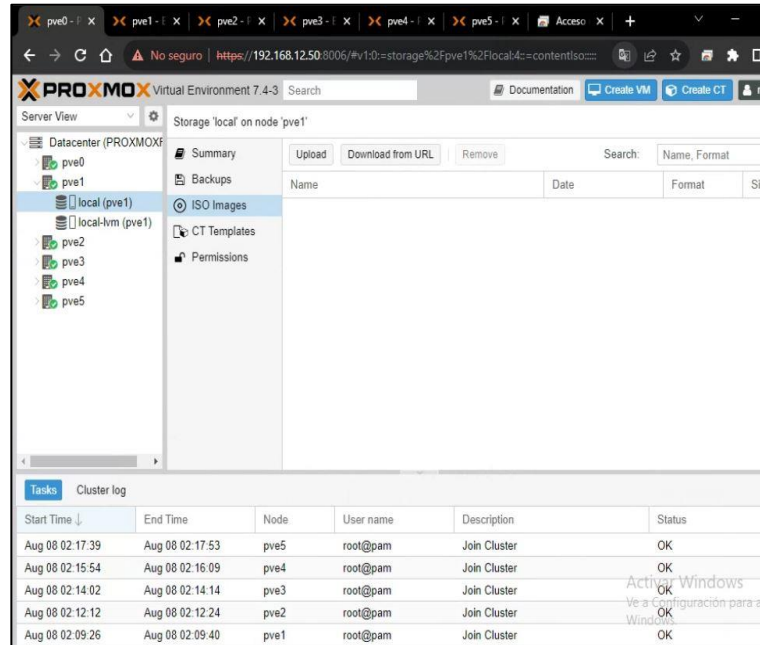 pve0 - P X pve1 - E X pve2 - P X pve3 - E X pve4 - P X pve5 - F X Acceso X +
No seguro | https://192.168.12.50:8006/#v1:0:=storage%2Fpve1%2Flocal:4::=contentIso:::::
PROXMOX Virtual Environment 7.4-3 Search Documentation Create VM Create CT
Server View Storage 'local' on node 'pve1'
Datacenter (PROXMOXF
pve0
pve1
local (pve1)
local-lvm (pve1)
pve2
pve3
pve4
pve5
Summary
Backups
ISO Images
CT Templates
Permissions
Upload Download from URL Remove Search: Name, Format
Name Date Format Si
Tasks Cluster log
Start Time ↓ End Time Node User name Description Status
Aug 08 02:17:39 Aug 08 02:17:53 pve5 root@pam Join Cluster OK
Aug 08 02:15:54 Aug 08 02:16:09 pve4 root@pam Join Cluster OK
Aug 08 02:14:02 Aug 08 02:14:14 pve3 root@pam Join Cluster OK
Aug 08 02:12:12 Aug 08 02:12:24 pve2 root@pam Join Cluster OK
Aug 08 02:09:26 Aug 08 02:09:40 pve1 root@pam Join Cluster OK
Activar Windows
Ve a Configuración para a
Windows.